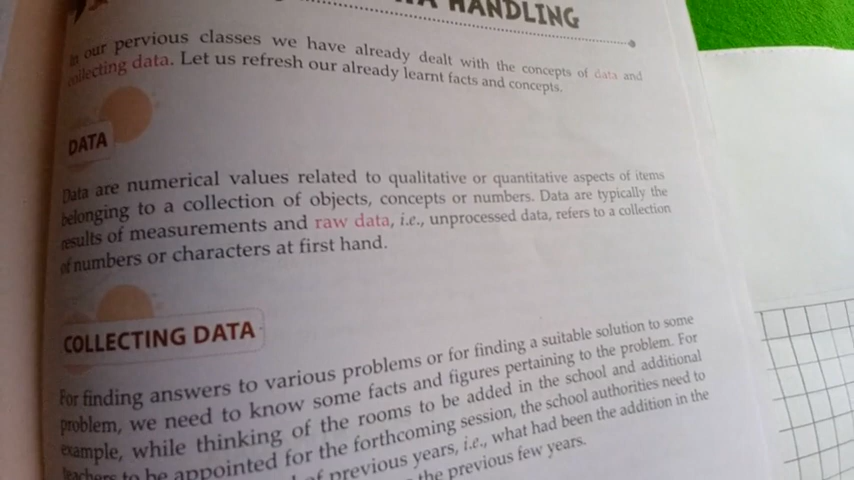 HANDLING
our pervious classes we have already dealt with the concepts of data and
collecting data. Let us refresh our already learnt facts and concepts.
DATA
Data are numerical values related to qualitative or quantitative aspects of items
belonging to a collection of objects, concepts or numbers. Data are typically the
results of measurements and raw data, i.e., unprocessed data, refers to a collection
of numbers or characters at first hand.
COLLECTING DATA
For finding answers to various problems or for finding a suitable solution to some
problem, we need to know some facts and figures pertaining to the problem. For
example, while thinking of the rooms to be added in the school and additional
teachers to be appointed for the forthcoming session, the school authorities need to
of previous years, i.e., what had been the addition in the
the previous few years.